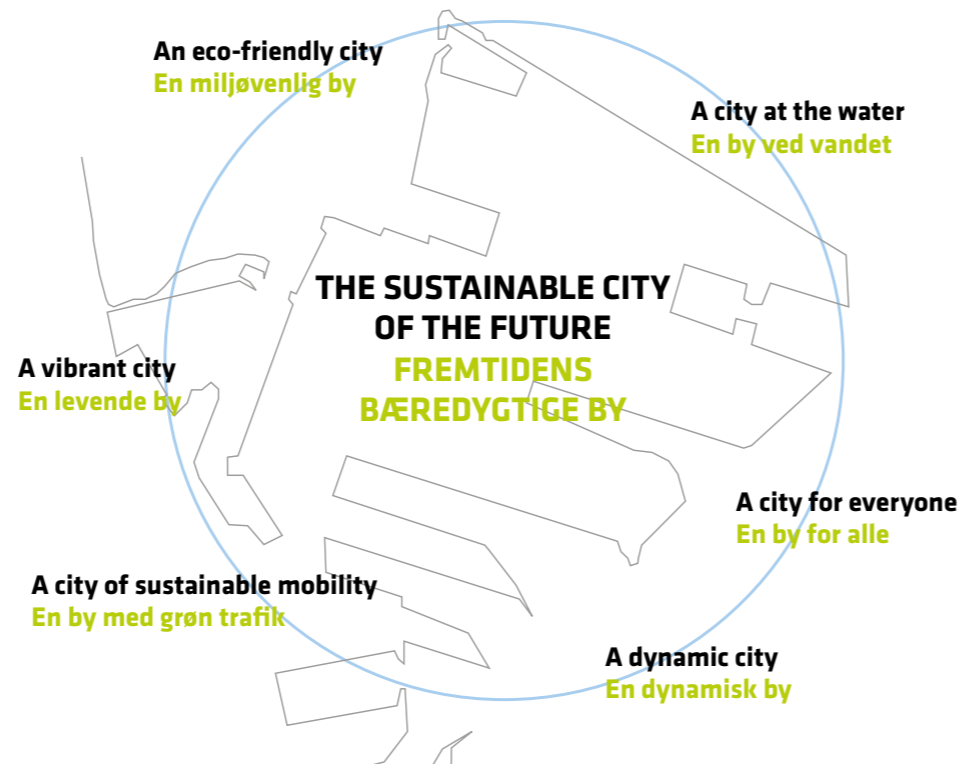 An eco-friendly city
En miljøvenlig by
A city at the water
En by ved vandet
THE SUSTAINABLE CITY
OF THE FUTURE
FREMTIDENS
BÆREDYGTIGE BY
A vibrant city
En levende by
A city for everyone
En by for alle
A city of sustainable mobility
En by med grøn trafik
A dynamic city
En dynamisk by